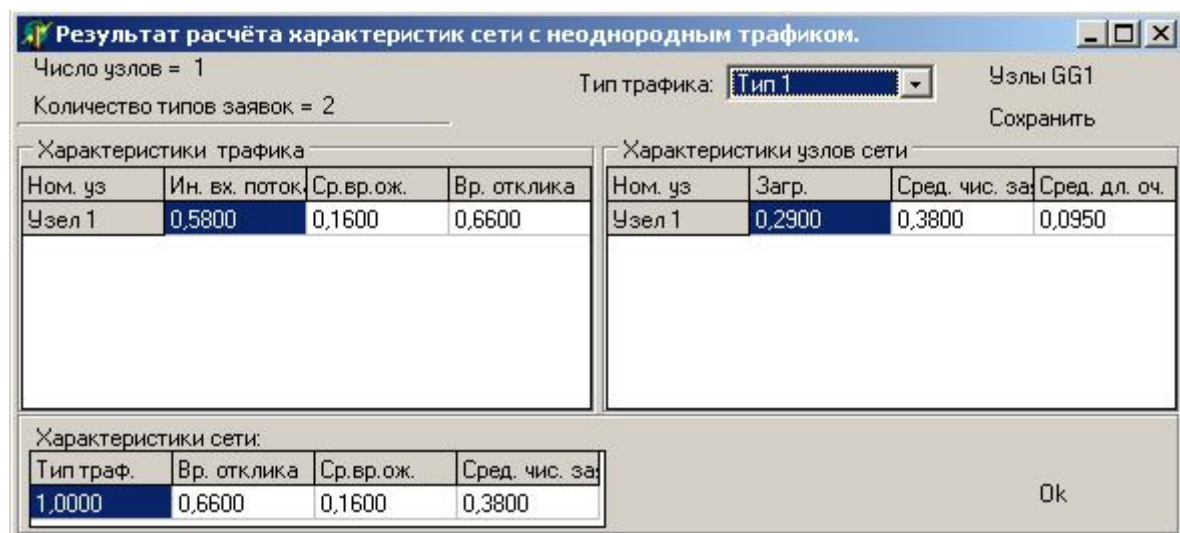 Результат расчёта характеристик сети с неоднородным трафиком.
Число узлов = 1
Тип трафика: Тип 1
Узлы GG1
Количество типов заявок = 2
Сохранить
Характеристики трафика
Ном. уз Ин. вх. поток. Ср.вр.ож. Вр. отклика
Узел 1 0,5800 0,1600 0,6600
Характеристики узлов сети
Ном. уз Загр. Сред. чис. за Сред. дл. оч.
Узел 1 0,2900 0,3800 0,0950
Характеристики сети:
Тип траф. Вр. отклика Ср.вр.ож. Сред. чис. за
1,0000 0,6600 0,1600 0,3800
Ok